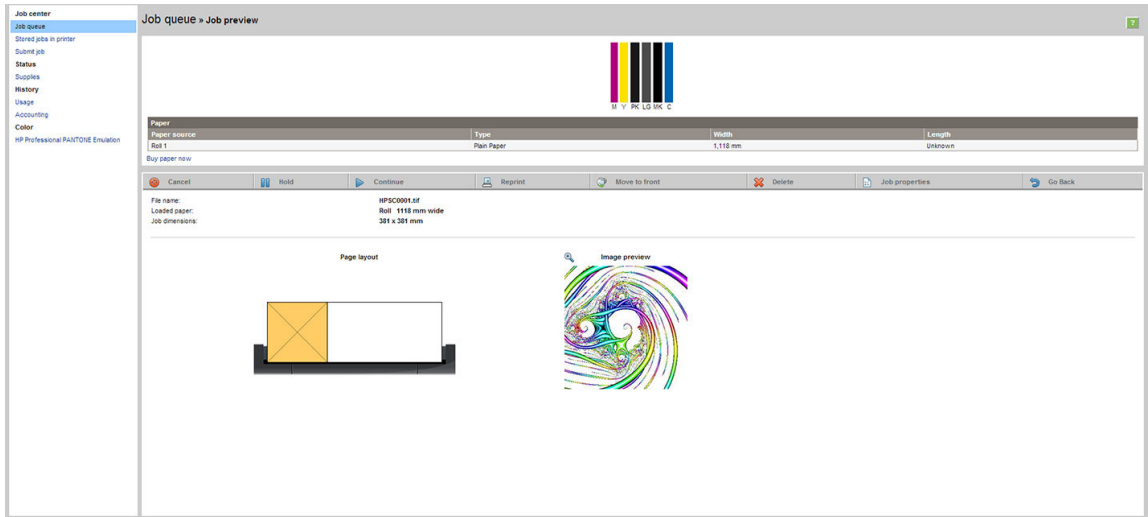 Job center
Job queue
Stored jobs in printer
Submit job
Status
Supplies
History
Usage
Accounting
Color
HP Professional PANTONE Emulation
Job queue » Job preview
?
M Y PK LG MK C
Paper
Paper source Type Width Length
Roll 1 Plain Paper 1,118 mm Unknown
Buy paper now
Cancel Hold Continue Reprint Move to front Delete Job properties Go Back
File name: HPSC0001.tif
Loaded paper: Roll 1118 mm wide
Job dimensions: 381 x 381 mm
Page layout Image preview